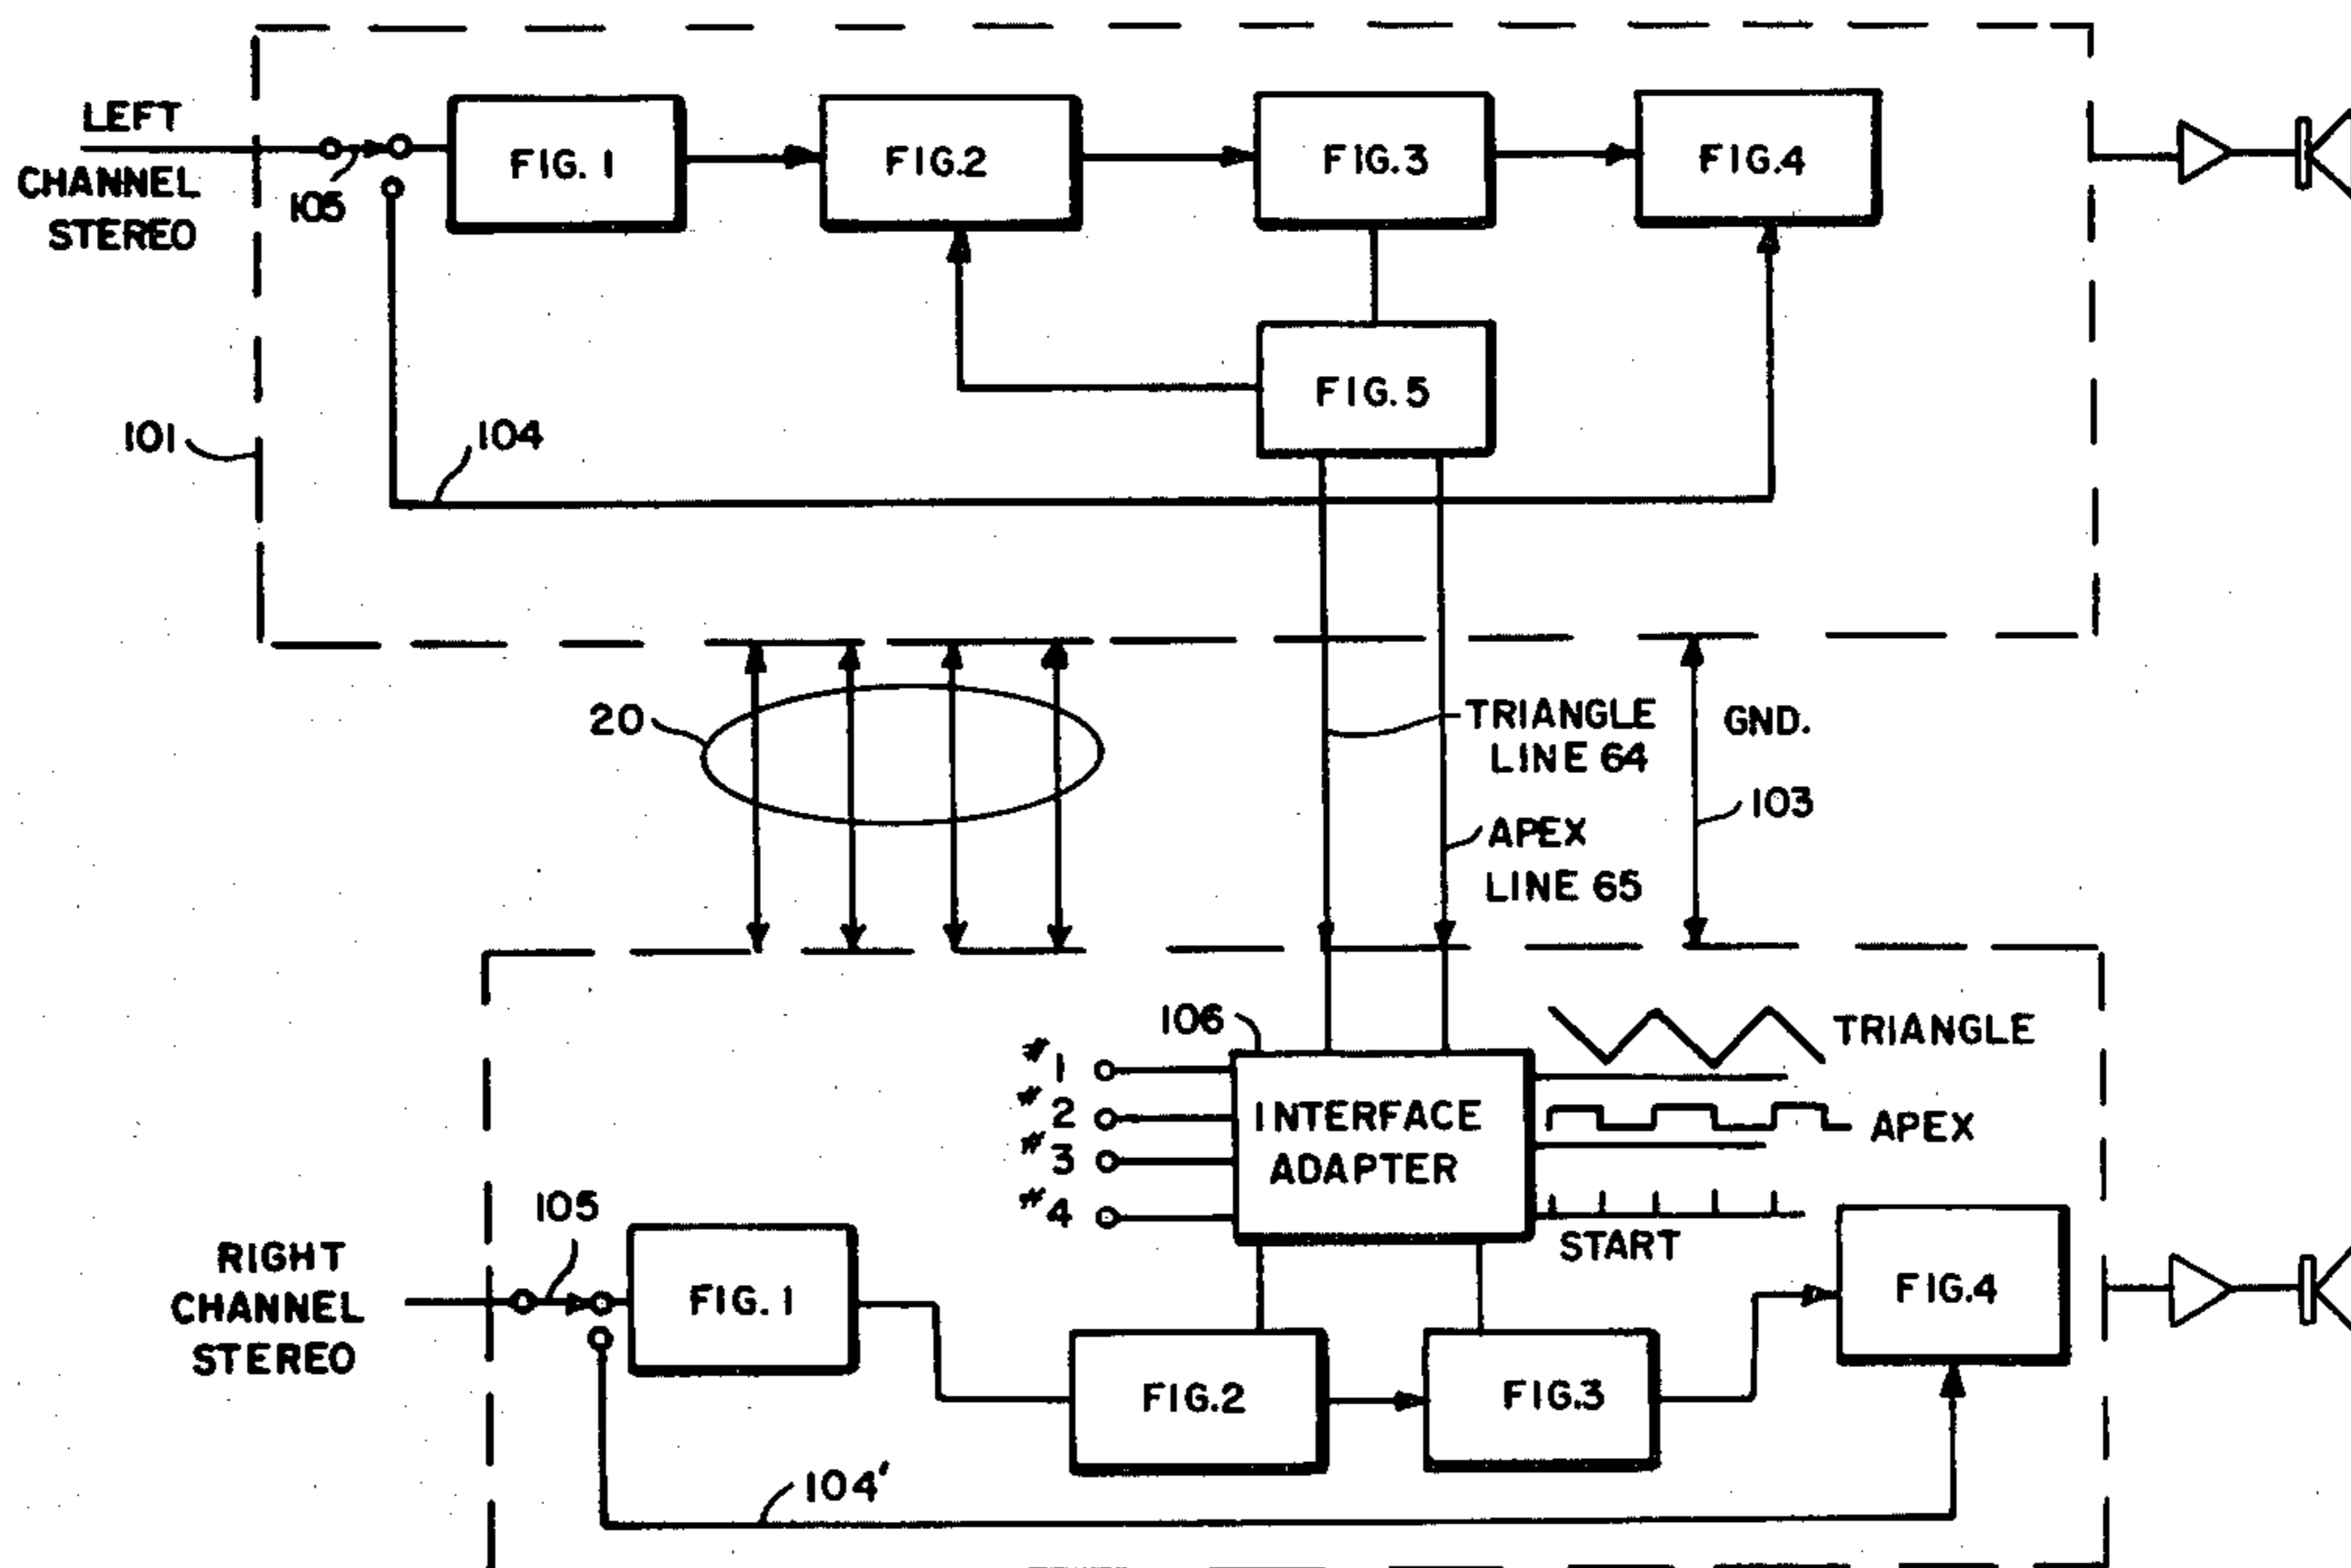 LEFT
CHANNEL
STEREO
105
FIG. 1
FIG.2
FIG.3
FIG.4
FIG.5
101
104
20
TRIANGLE
LINE 64
GND.
103
APEX
LINE 65
106
#1
#2
#3
#4
INTERFACE
ADAPTER
TRIANGLE
APEX
START
RIGHT
CHANNEL
STEREO
105
FIG. 1
FIG.2
FIG.3
FIG.4
104'